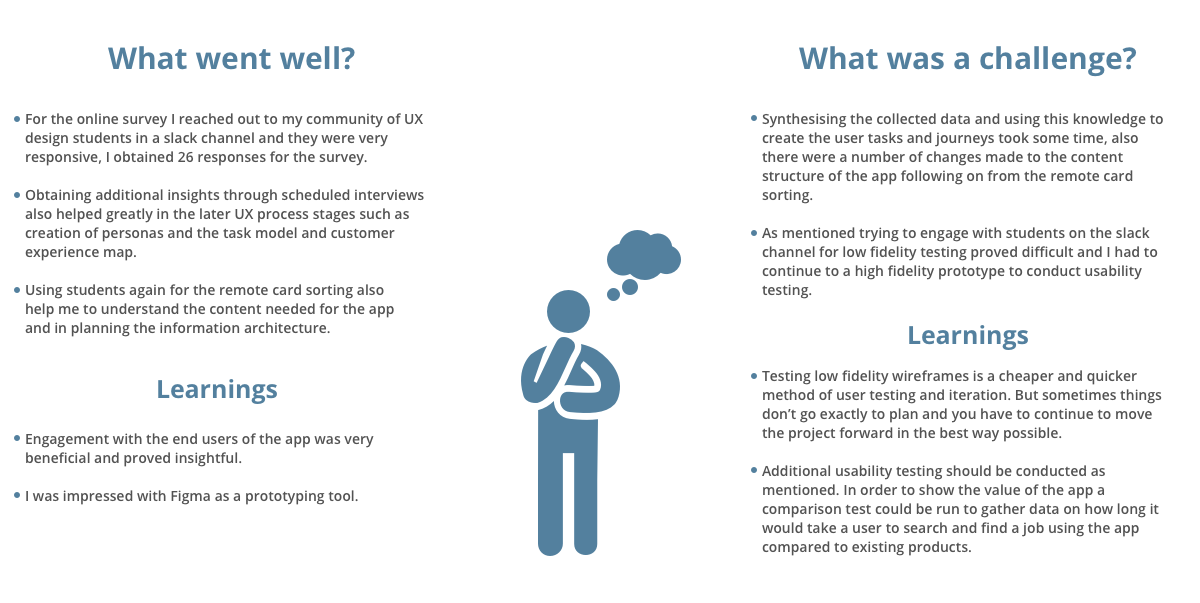 What went well?
• For the online survey I reached out to my community of UX
design students in a slack channel and they were very
responsive, I obtained 26 responses for the survey.
• Obtaining additional insights through scheduled interviews
also helped greatly in the later UX process stages such as
creation of personas and the task model and customer
experience map.
• Using students again for the remote card sorting also
help me to understand the content needed for the app
and in planning the information architecture.
Learnings
• Engagement with the end users of the app was very
beneficial and proved insightful.
• I was impressed with Figma as a prototyping tool.
What was a challenge?
• Synthesising the collected data and using this knowledge to
create the user tasks and journeys took some time, also
there were a number of changes made to the content
structure of the app following on from the remote card
sorting.
• As mentioned trying to engage with students on the slack
channel for low fidelity testing proved difficult and I had to
continue to a high fidelity prototype to conduct usability
testing.
Learnings
• Testing low fidelity wireframes is a cheaper and quicker
method of user testing and iteration. But sometimes things
don’t go exactly to plan and you have to continue to move
the project forward in the best way possible.
• Additional usability testing should be conducted as
mentioned. In order to show the value of the app a
comparison test could be run to gather data on how long it
would take a user to search and find a job using the app
compared to existing products.